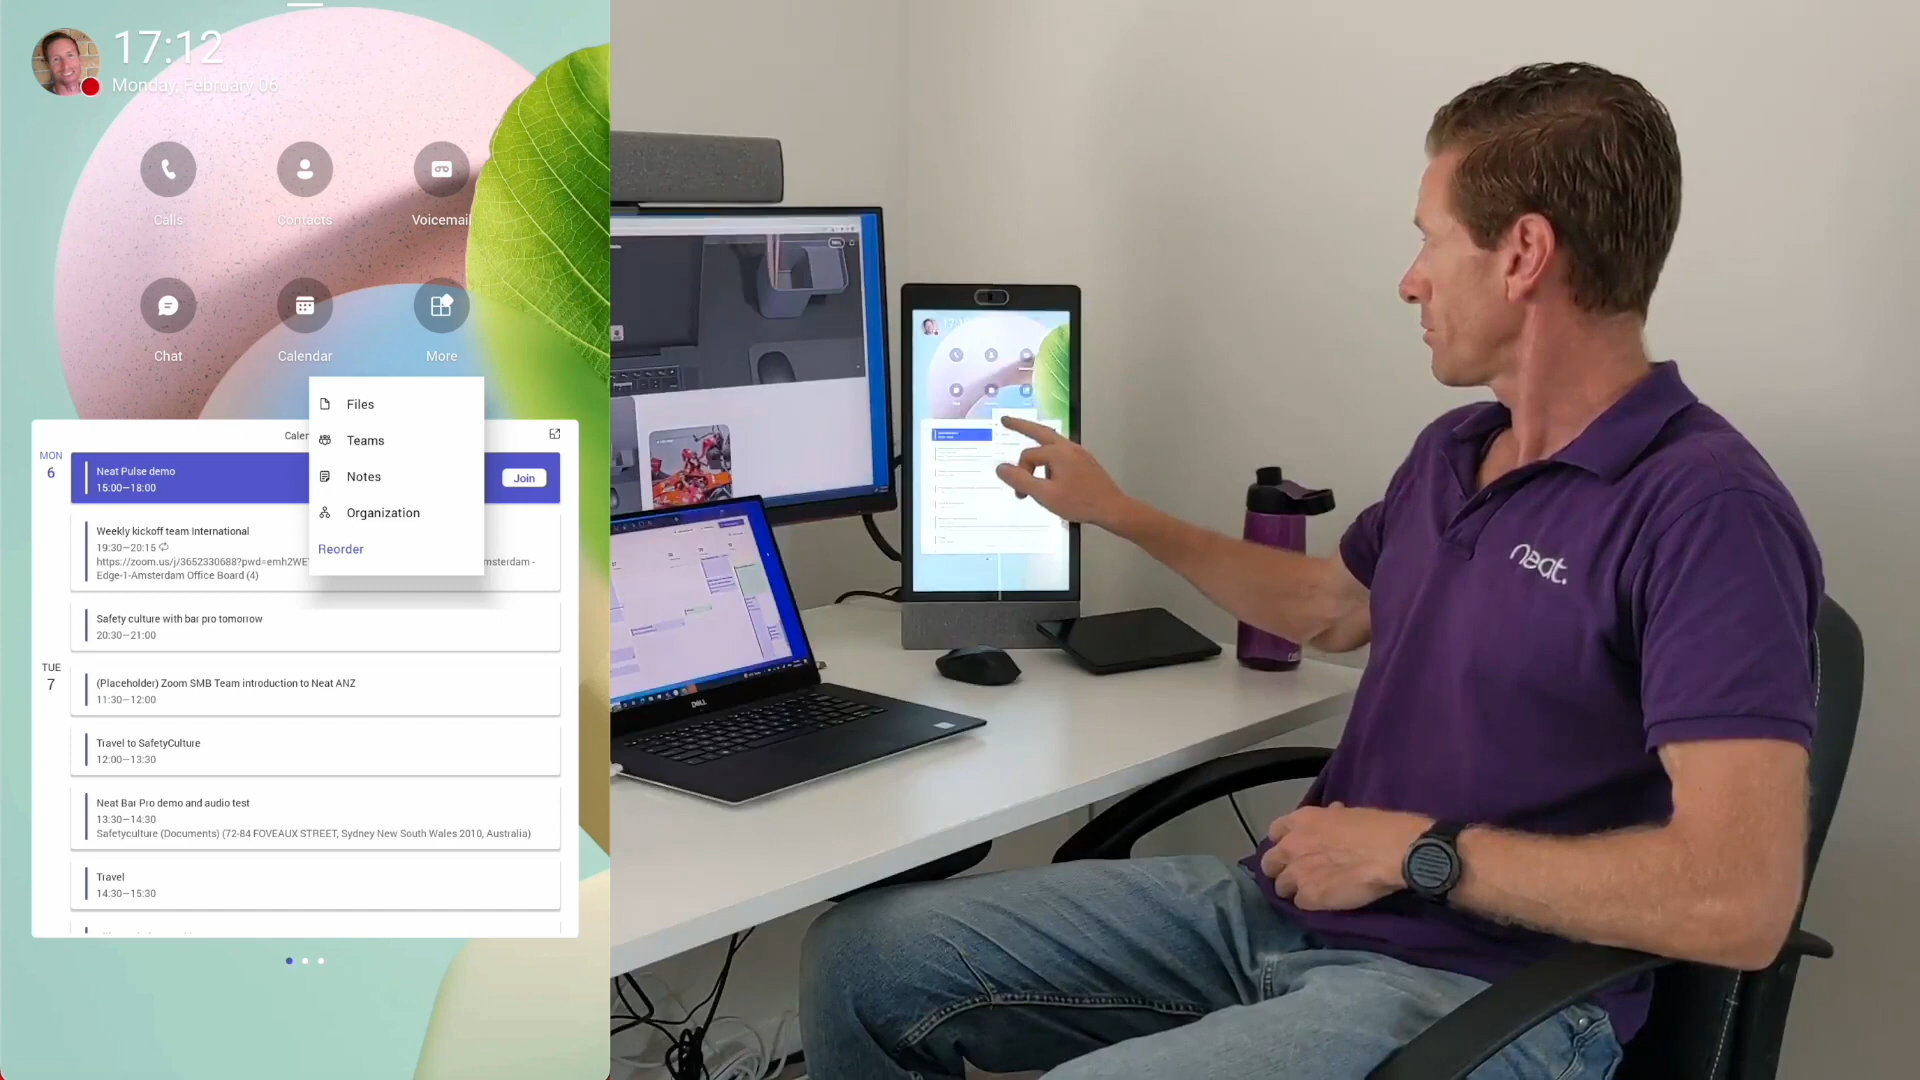 17:12
Monday, February 06
Calls
Contacts
Voicemail
Chat
Calendar
More
Files
Teams
Notes
Organization
Reorder
MON
6
Neat Pulse demo
15:00—18:00
Join
Weekly kickoff team International
19:30—20:15
https://zoom.us/j/3652330688?pwd=emh2WE
msterdam -
Edge-1-Amsterdam Office Board (4)
Safety culture with bar pro tomorrow
20:30—21:00
TUE
7
(Placeholder) Zoom SMB Team introduction to Neat ANZ
11:30—12:00
Travel to SafetyCulture
12:00—13:30
Neat Bar Pro demo and audio test
13:30—14:30
Safetyculture (Documents) (72-84 FOVEAUX STREET, Sydney New South Wales 2010, Australia)
Travel
14:30—15:30
DELL
neat.